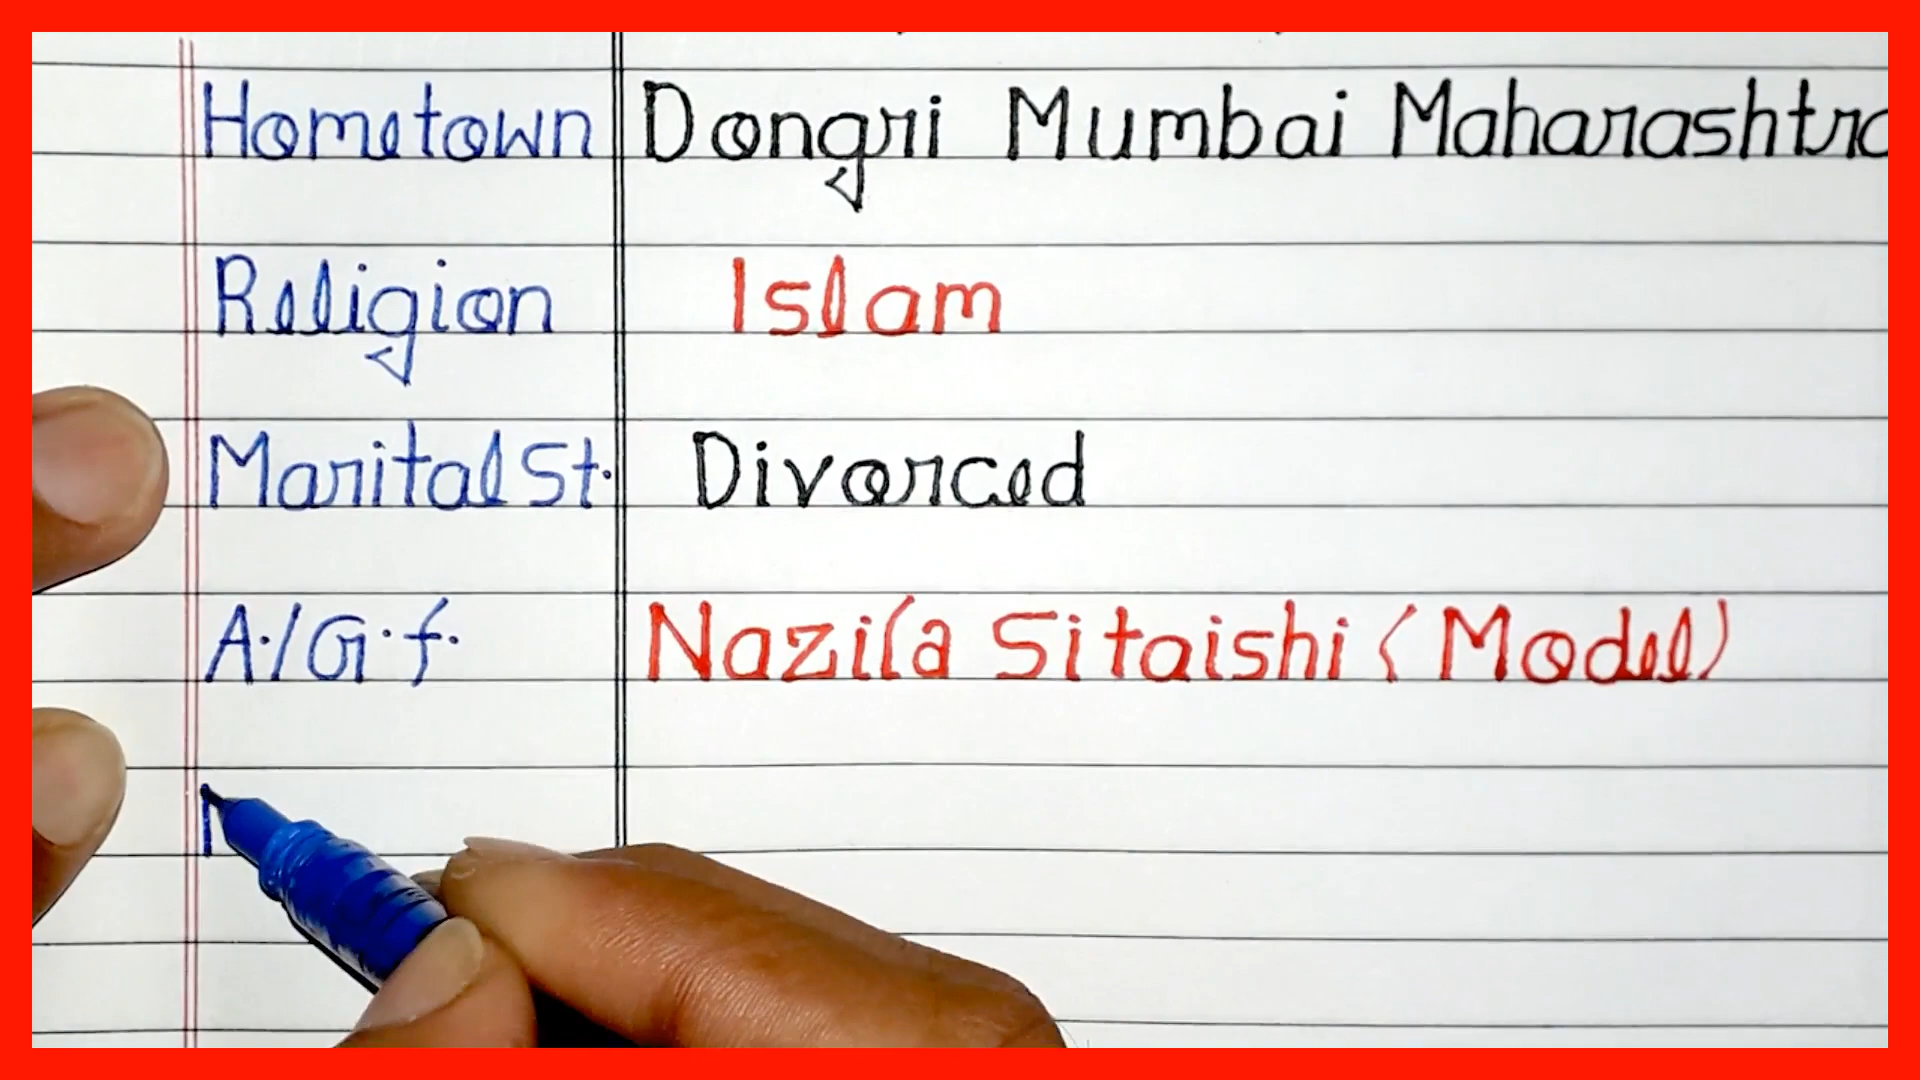 Hometown Dongri Mumbai Maharashtra
Religion Islam
Marital St. Divorced
A./G.f. Nazila Sitaishi (Model)